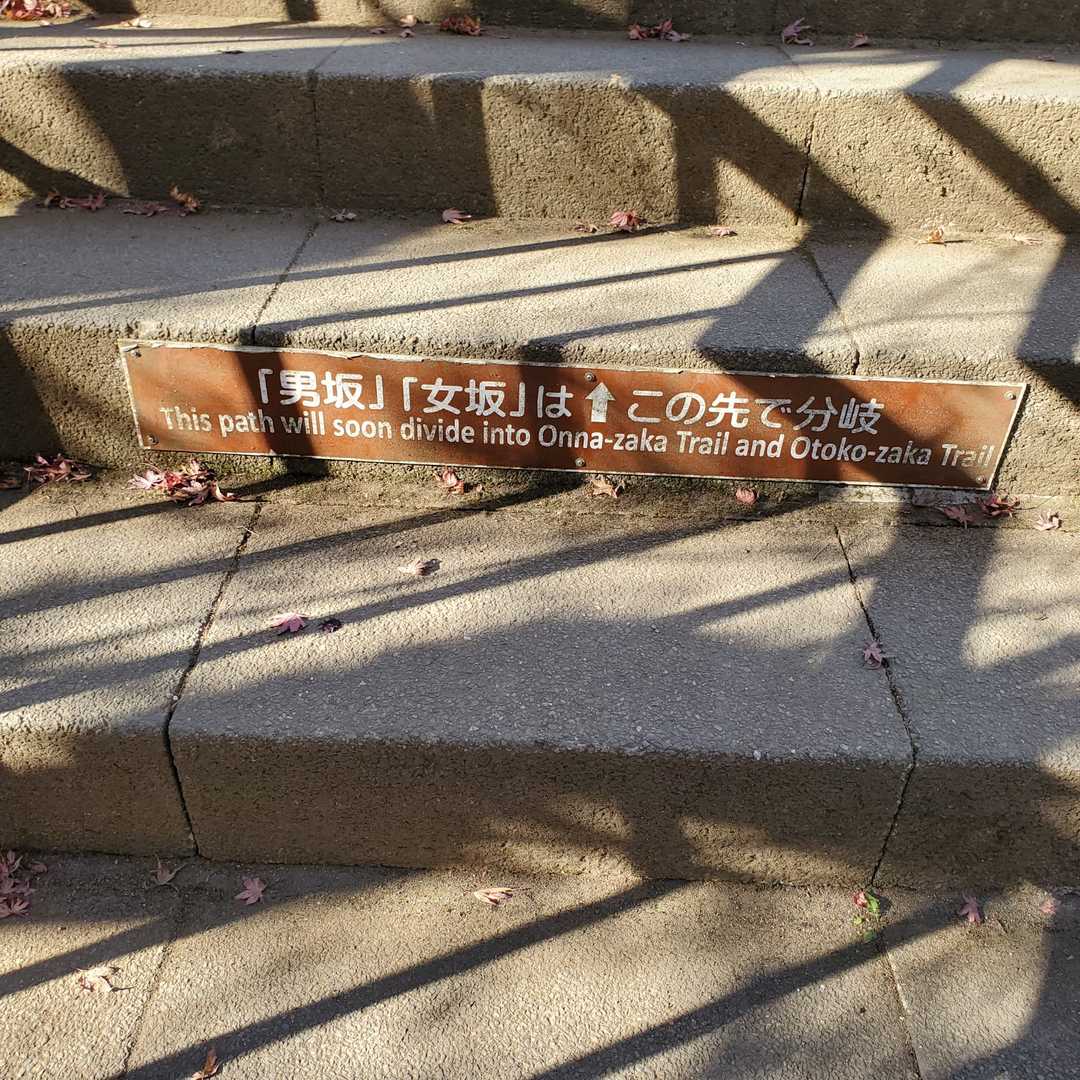 「男坂」「女坂」は↑この先で分岐
This path will soon divide into Onna-zaka Trail and Otoko-zaka Trail